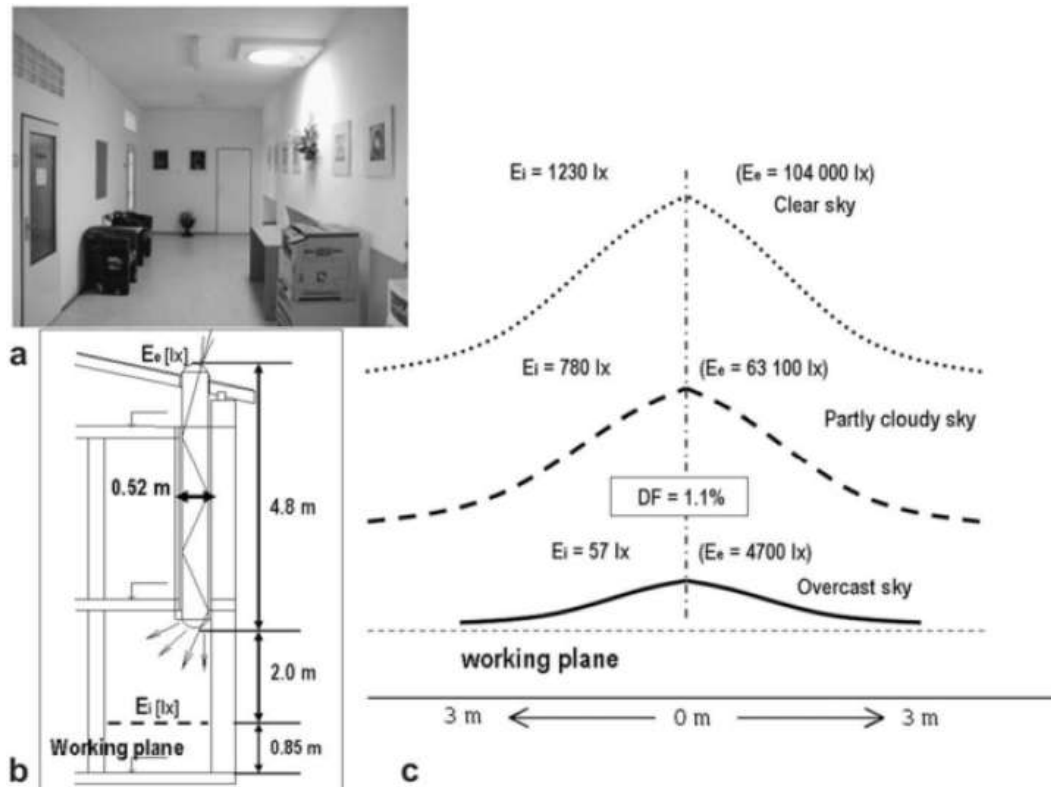 a
Ee [lx]
0.52 m
4.8 m
2.0 m
Ei [lx]
Working plane
0.85 m
b
Ei = 1230 lx
(Ee = 104 000 lx)
Clear sky
Ei = 780 lx
(Ee = 63 100 lx)
Partly cloudy sky
DF = 1.1%
Ei = 57 lx
(Ee = 4700 lx)
Overcast sky
working plane
3 m
0 m
3 m
c